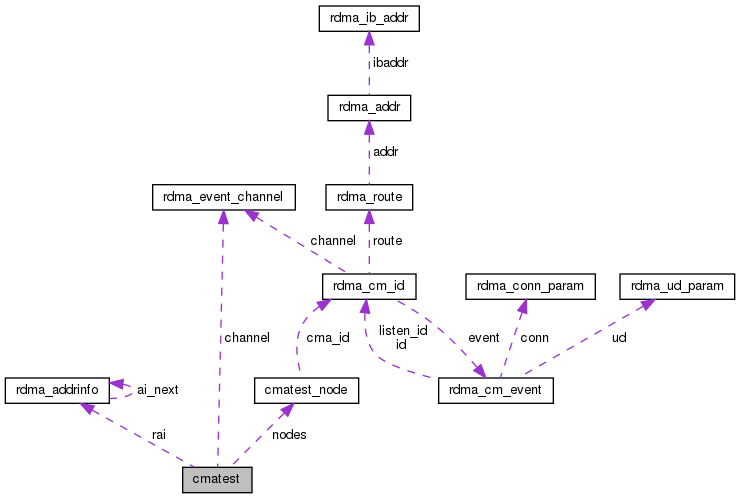 rdma_ib_addr
ibaddr
rdma_addr
addr
rdma_event_channel
rdma_route
channel
route
rdma_cm_id
rdma_conn_param
rdma_ud_param
channel
cma_id
listen_id
id
event
conn
ud
rdma_addrinfo
ai_next
cmatest_node
rdma_cm_event
rai
nodes
cmatest